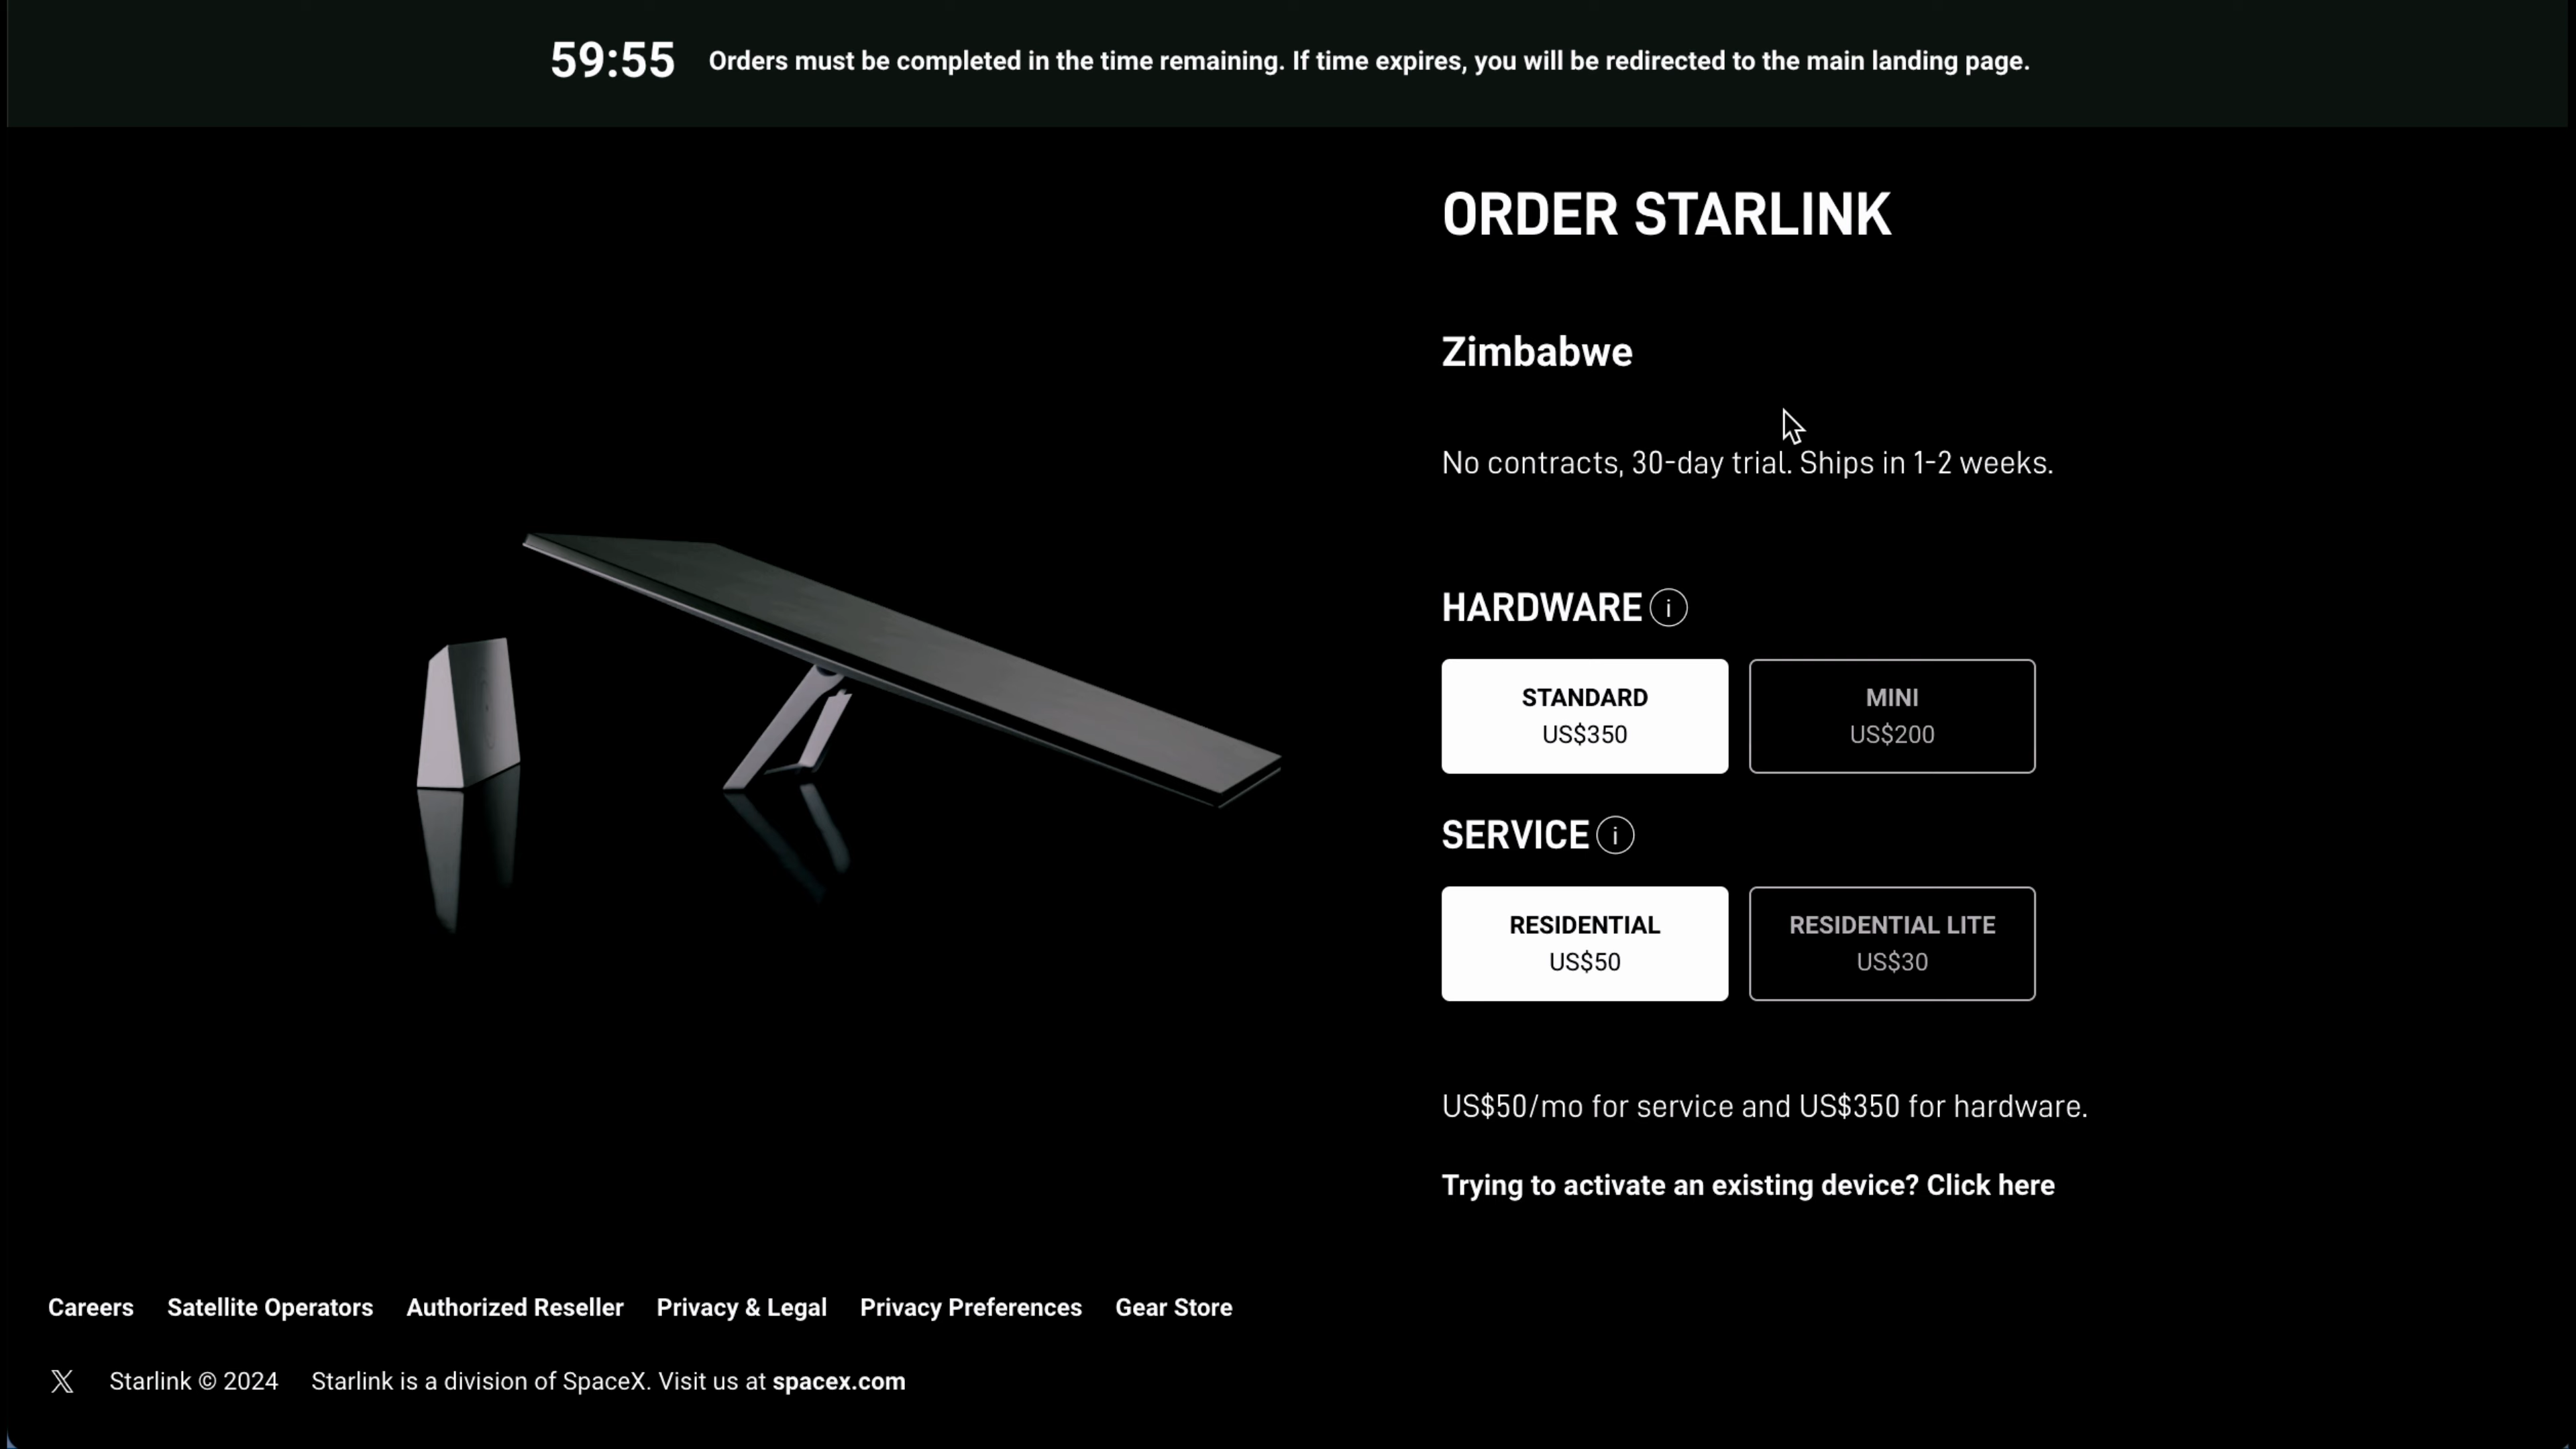 59:55 Orders must be completed in the time remaining. If time expires, you will be redirected to the main landing page.
ORDER STARLINK
Zimbabwe
No contracts, 30-day trial. Ships in 1-2 weeks.
HARDWARE i
STANDARD MINI
US$350 US$200
SERVICE i
RESIDENTIAL RESIDENTIAL LITE
US$50 US$30
US$50/mo for service and US$350 for hardware.
Trying to activate an existing device? Click here
Careers Satellite Operators Authorized Reseller Privacy & Legal Privacy Preferences Gear Store
X Starlink © 2024 Starlink is a division of SpaceX. Visit us at spacex.com